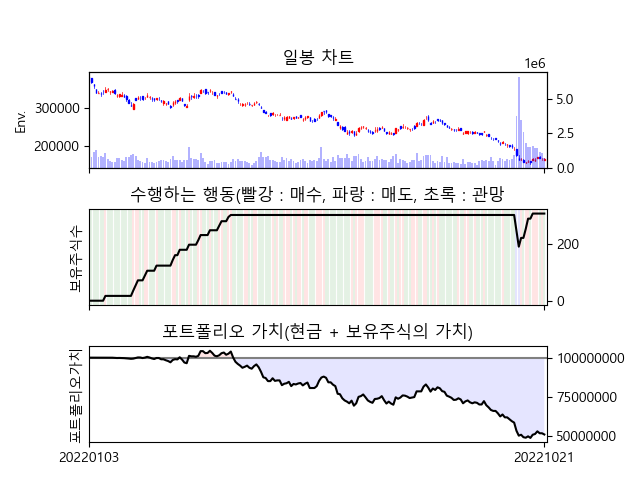 일봉 차트
1e6
Env.
300000
200000
5.0
2.5
0.0
수행하는 행동(빨강 : 매수, 파랑 : 매도, 초록 : 관망
보유주식수
200
0
포트폴리오 가치(현금 + 보유주식의 가치)
포트폴리오가치
100000000
75000000
50000000
20220103
20221021